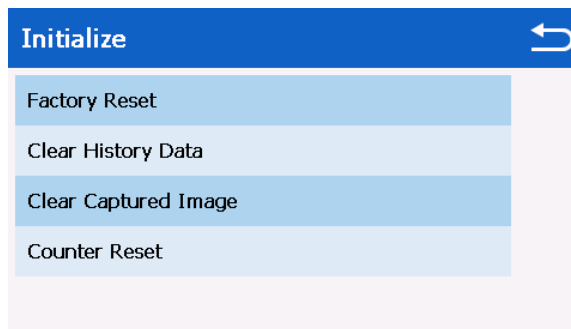 Initialize
Factory Reset
Clear History Data
Clear Captured Image
Counter Reset